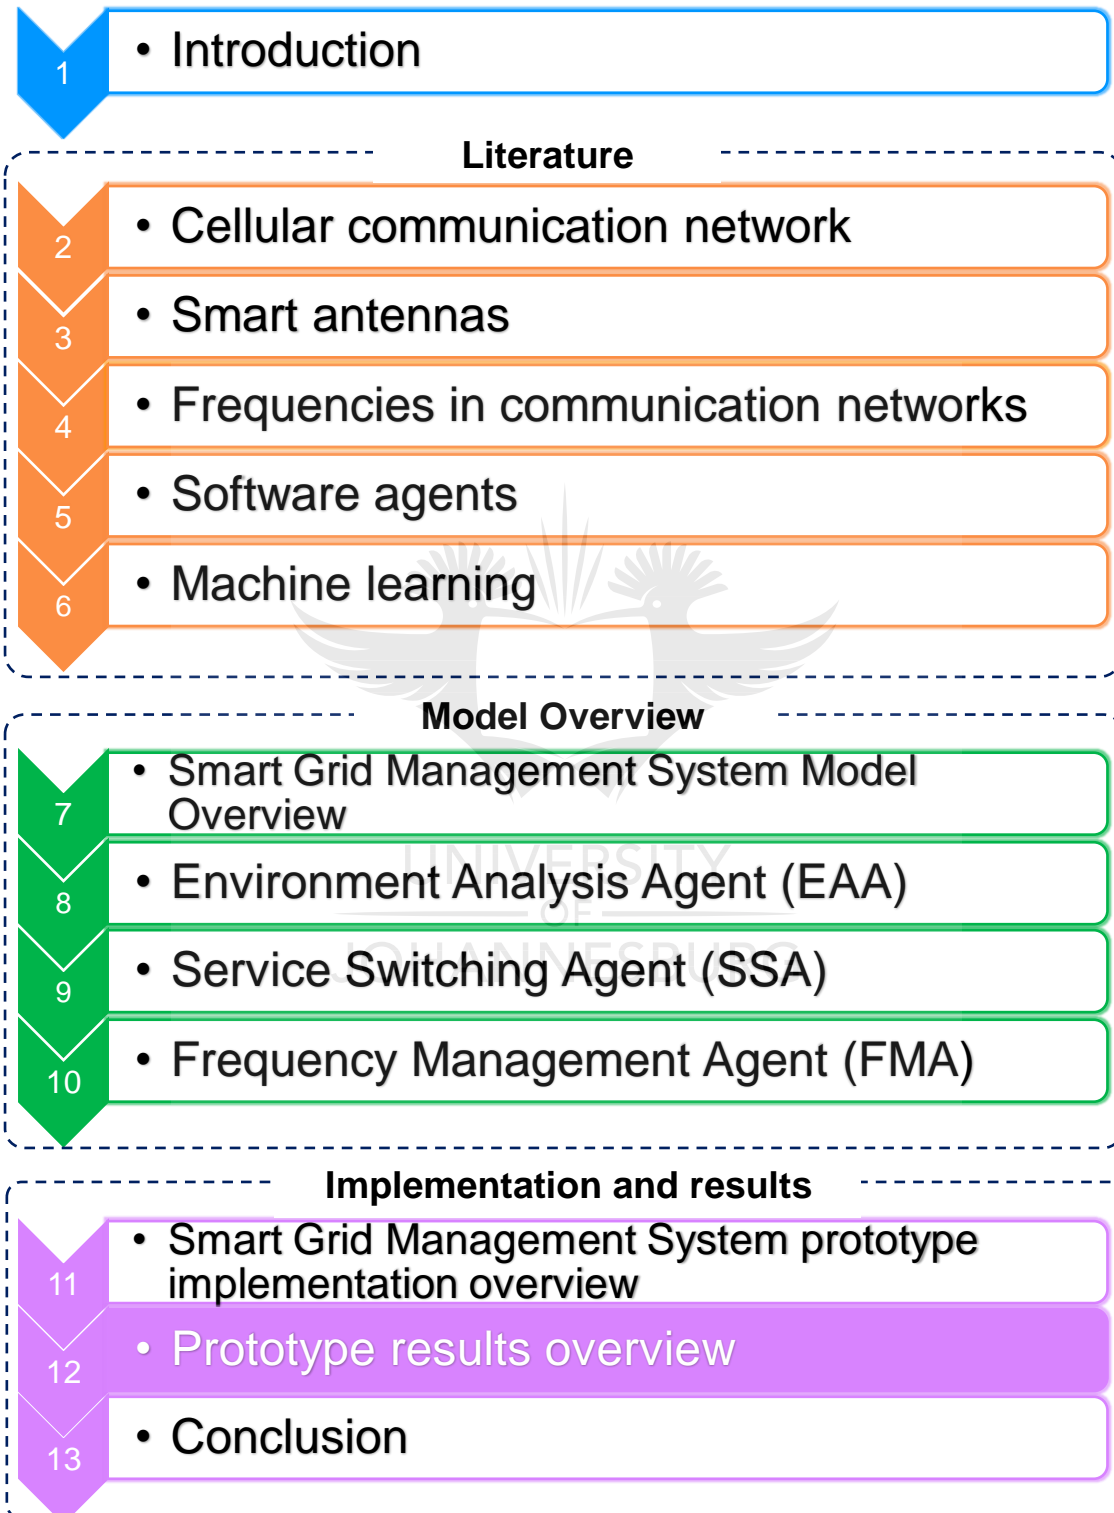 1
• Introduction
Literature
2
• Cellular communication network
3
• Smart antennas
4
• Frequencies in communication networks
5
• Software agents
6
• Machine learning
Model Overview
7
• Smart Grid Management System Model
Overview
8
• Environment Analysis Agent (EAA)
UNIVERSITY
OF
9
• Service Switching Agent (SSA)
JOHANNESBURG
10
• Frequency Management Agent (FMA)
Implementation and results
11
• Smart Grid Management System prototype
implementation overview
12
• Prototype results overview
13
• Conclusion